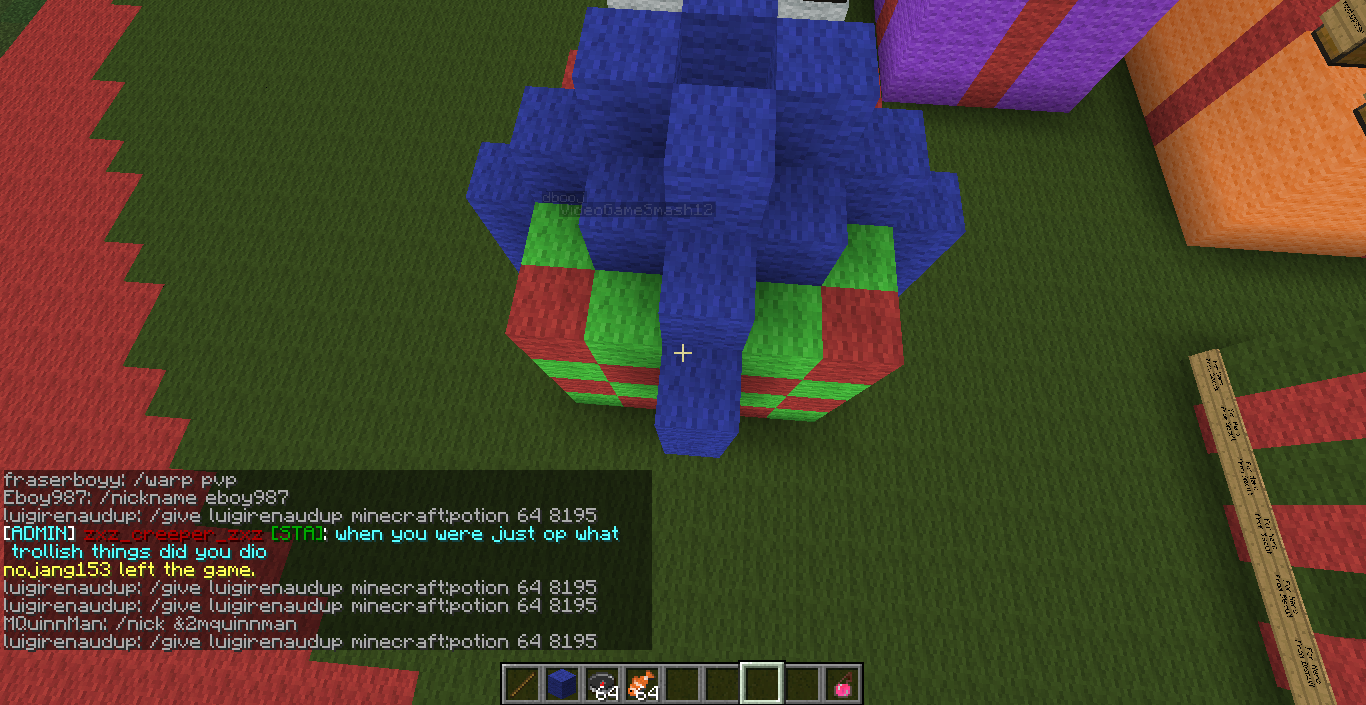 dbooy
VideoGameSmash12
fraserboyy: /warp pvp
Eboy987: /nickname eboy987
luigirenaudup: /give luigirenaudup minecraft:potion 64 8195
[ADMIN] zxz_creeper_zxz [STA]: when you were just op what
trollish things did you dio
nojang153 left the game.
luigirenaudup: /give luigirenaudup minecraft:potion 64 8195
luigirenaudup: /give luigirenaudup minecraft:potion 64 8195
MQuinnMan: /nick &2mquinnman
luigirenaudup: /give luigirenaudup minecraft:potion 64 8195
64 64